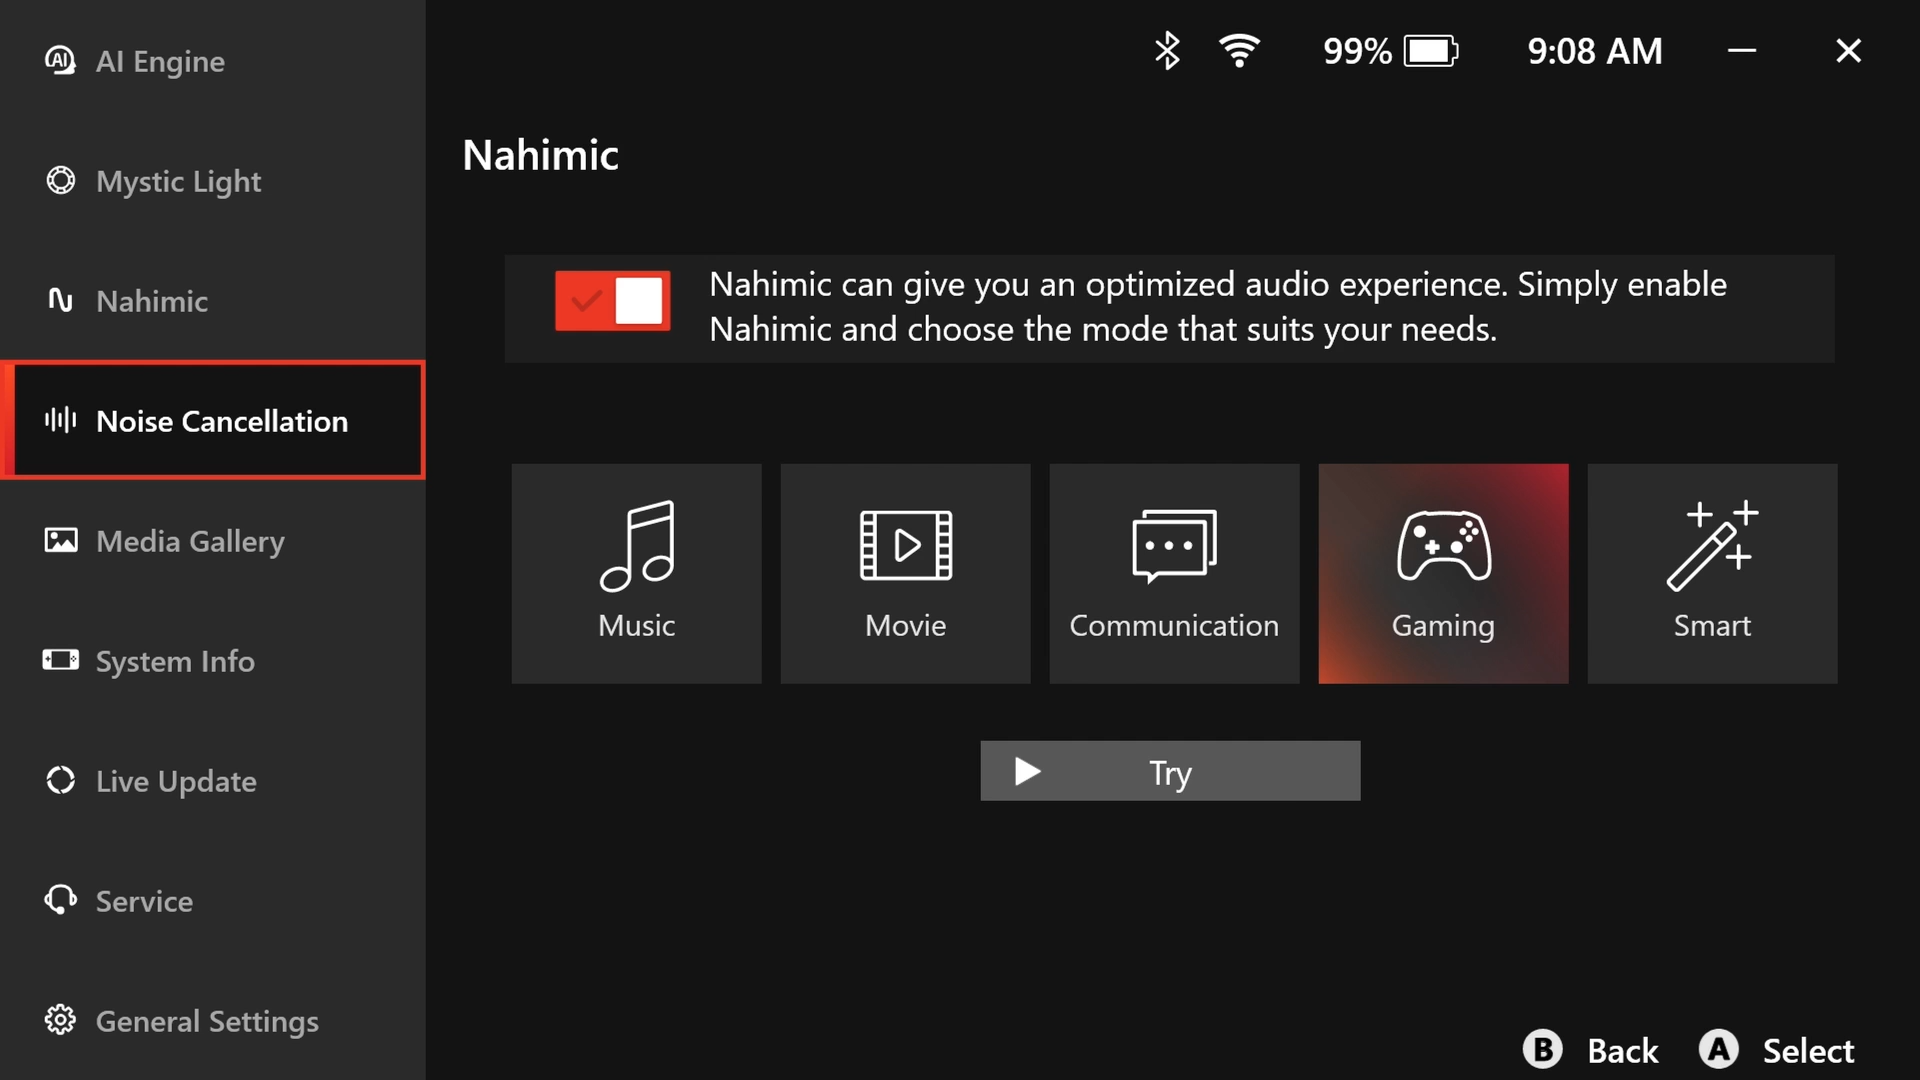 AI Engine
Mystic Light
Nahimic
Noise Cancellation
Media Gallery
System Info
Live Update
Service
General Settings
99%
9:08 AM
Nahimic
Nahimic can give you an optimized audio experience. Simply enable
Nahimic and choose the mode that suits your needs.
Music
Movie
Communication
Gaming
Smart
Try
B Back
A Select